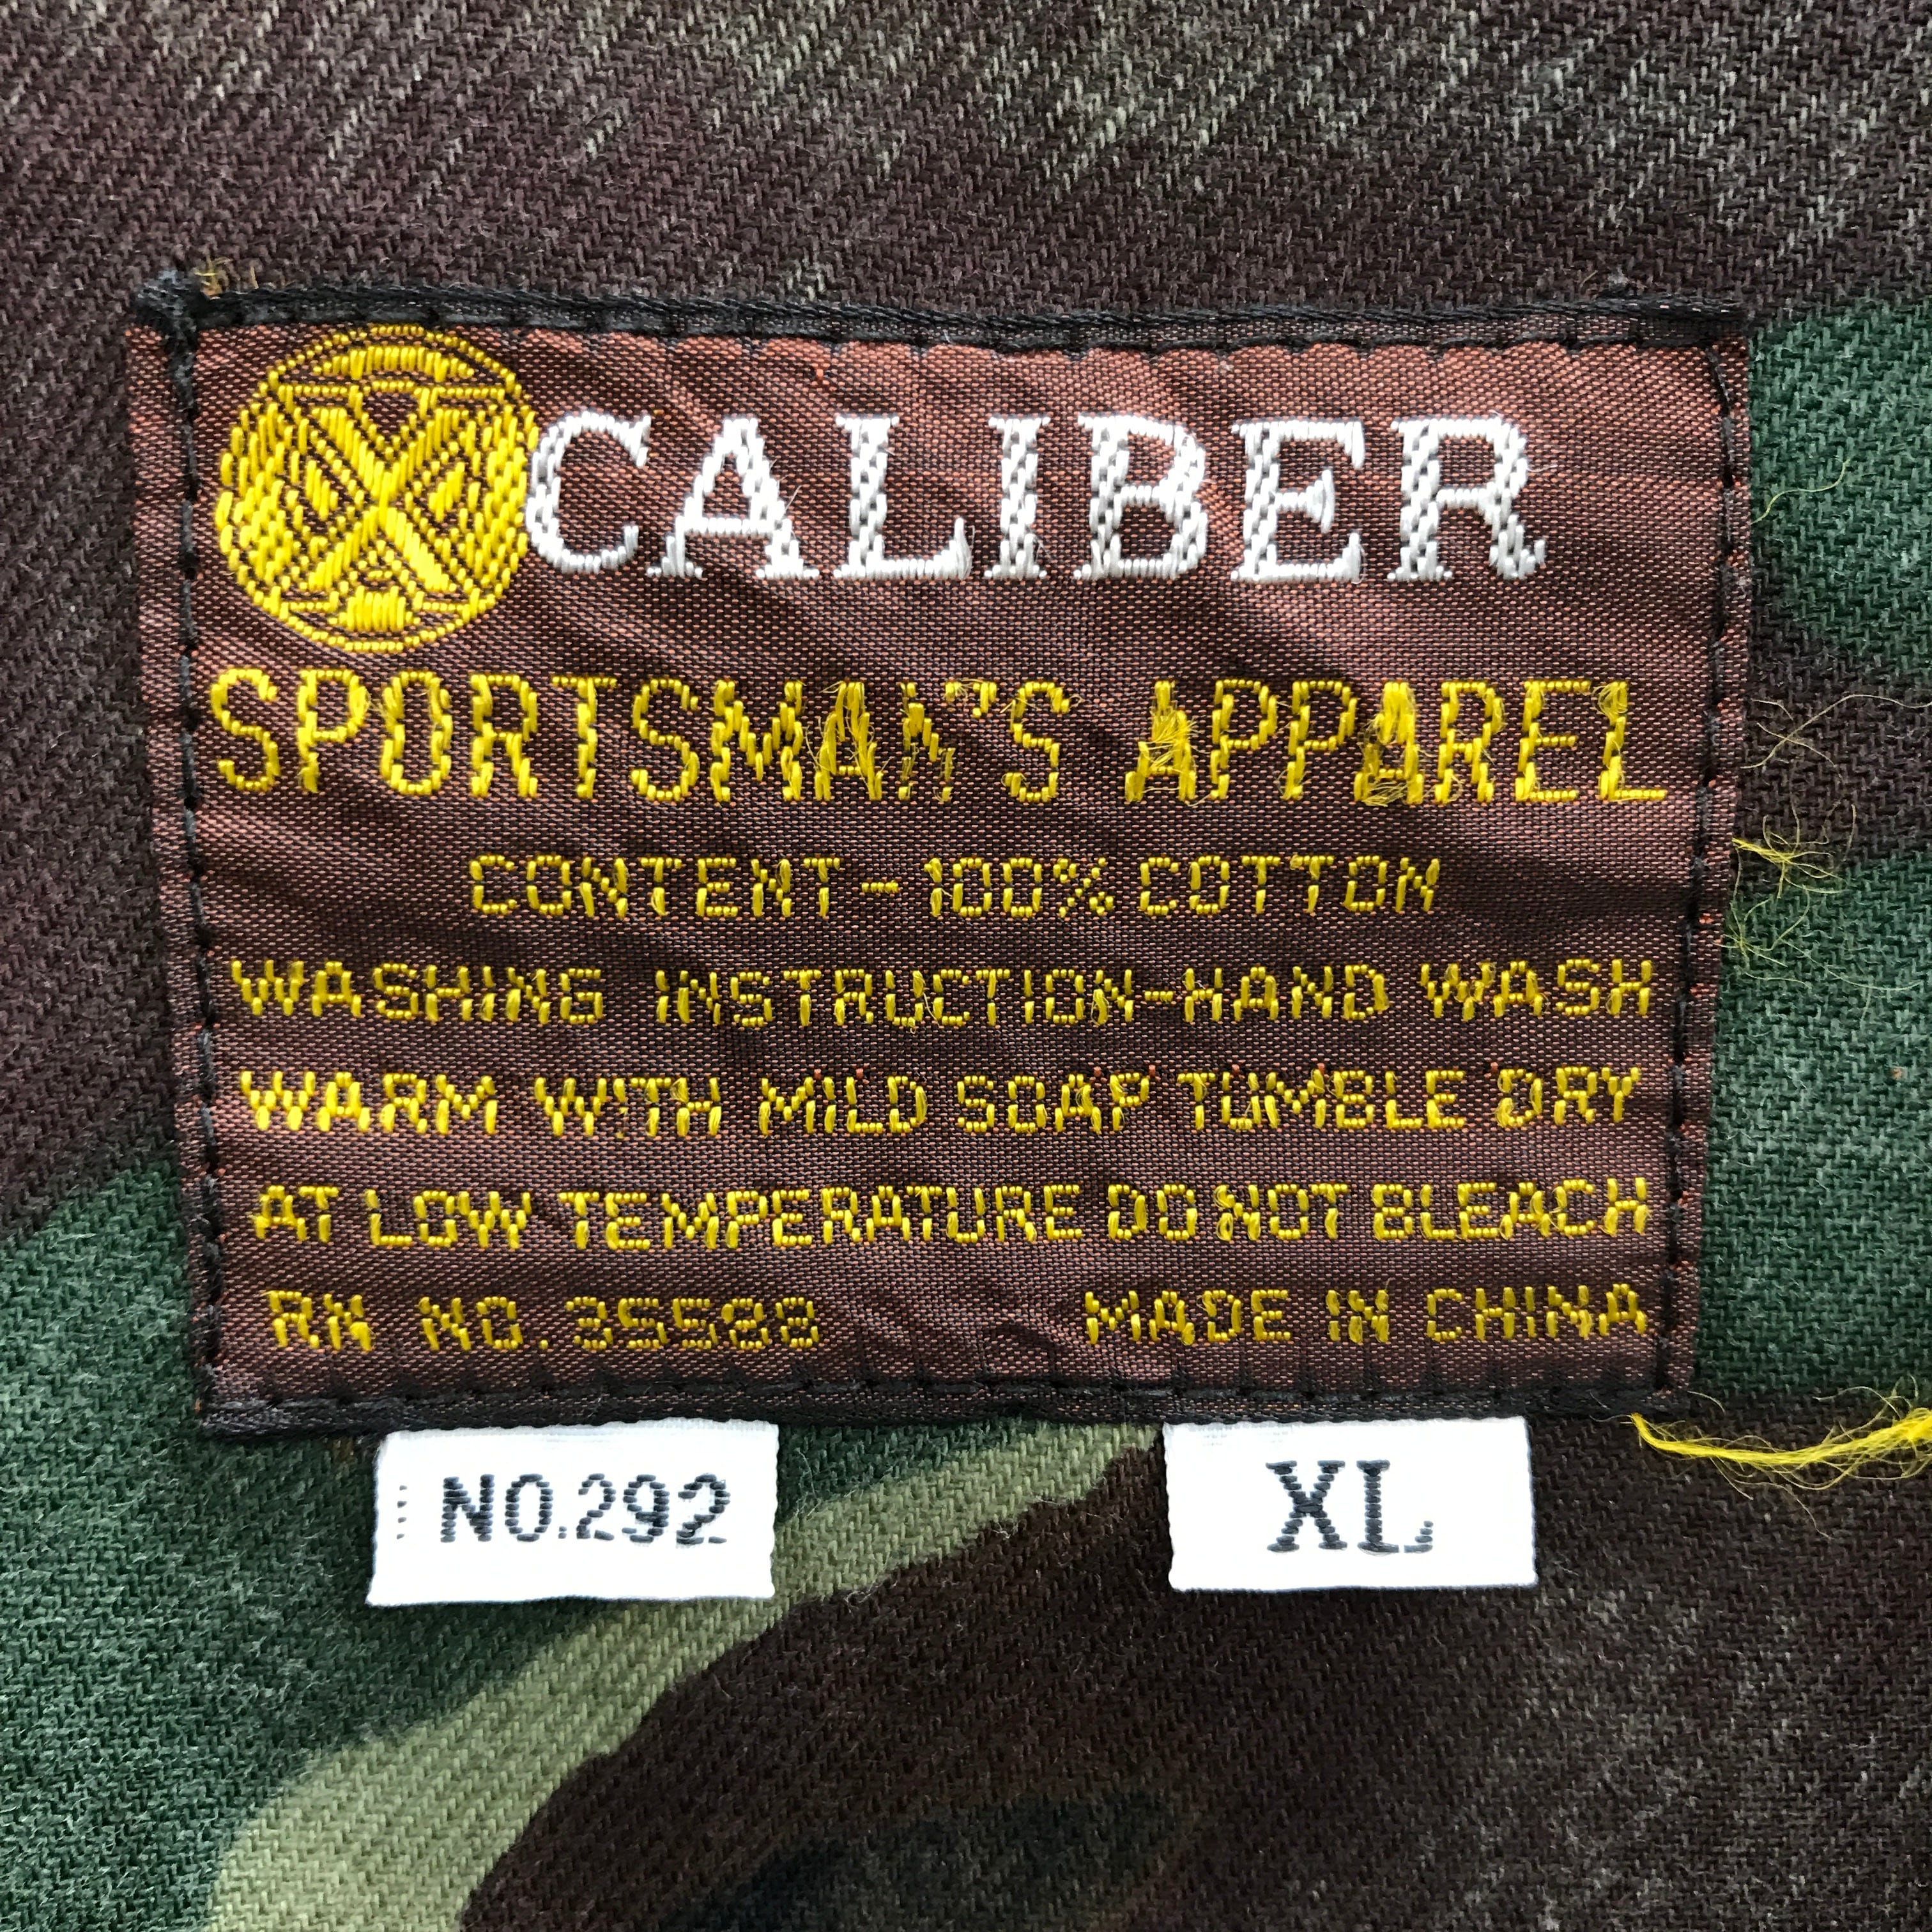 XCALIBER
SPORTSMAN'S APPAREL
CONTENT-100% COTTON
WASHING INSTRUCTION-HAND WASH
WARM WITH MILD SOAP TUMBLE DRY
AT LOW TEMPERATURE DO NOT BLEACH
RN NO. 35588 MADE IN CHINA
NO.292 XL